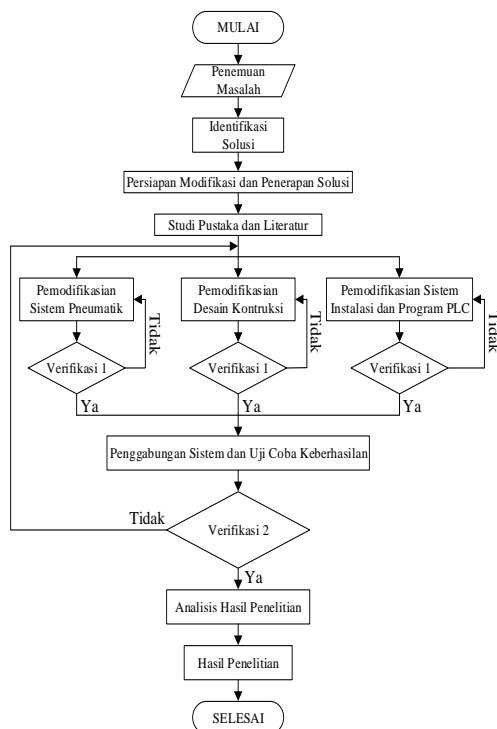 MULAI
Penemuan
Masalah
Identifikasi
Solusi
Persiapan Modifikasi dan Penerapan Solusi
Studi Pustaka dan Literatur
Pemodifikasian
Sistem Pneumatik
Tidak
Pemodifikasian
Desain Kontruksi
Tidak
Pemodifikasian Sistem
Instalasi dan Program PLC
Tidak
Verifikasi 1
Verifikasi 1
Verifikasi 1
Ya
Ya
Ya
Penggabungan Sistem dan Uji Coba Keberhasilan
Tidak
Verifikasi 2
Ya
Analisis Hasil Penelitian
Hasil Penelitian
SELESAI